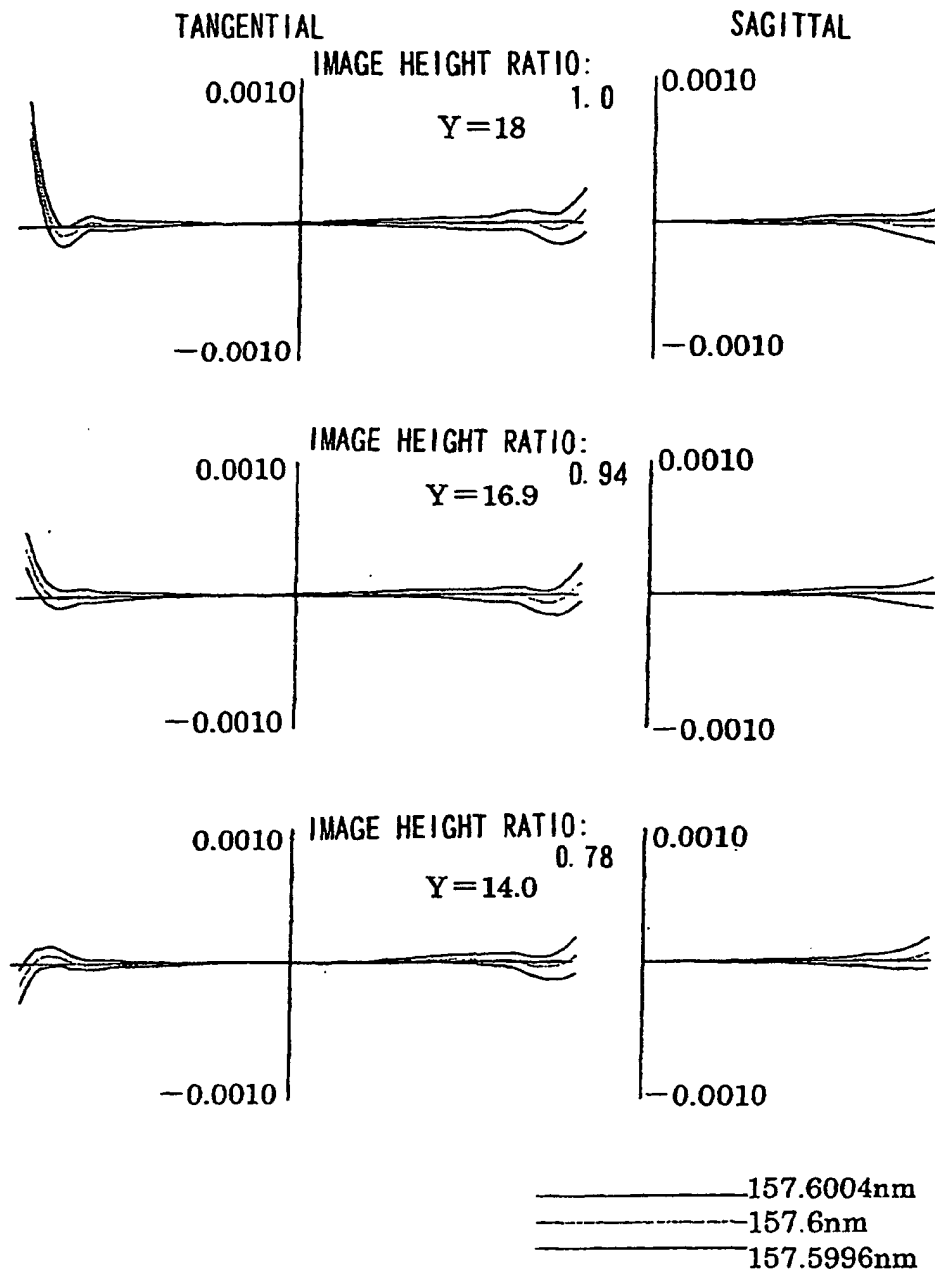 TANGENTIAL SAGITTAL
IMAGE HEIGHT RATIO:
0.0010 1.0 0.0010
Y=18
−0.0010 −0.0010
IMAGE HEIGHT RATIO:
0.0010 0.94 0.0010
Y=16.9
−0.0010 −0.0010
IMAGE HEIGHT RATIO:
0.0010 0.78 0.0010
Y=14.0
−0.0010 −0.0010
157.6004nm
157.6nm
157.5996nm